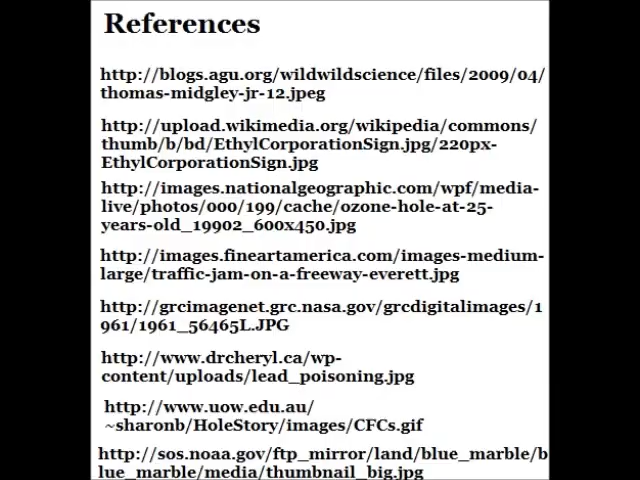 References
http://blogs.agu.org/wildwildscience/files/2009/04/
thomas-midgley-jr-12.jpeg
http://upload.wikimedia.org/wikipedia/commons/
thumb/b/bd/EthylCorporationSign.jpg/220px-
EthylCorporationSign.jpg
http://images.nationalgeographic.com/wpf/media-
live/photos/000/199/cache/ozone-hole-at-25-
years-old_19902_600x450.jpg
http://images.fineartamerica.com/images-medium-
large/traffic-jam-on-a-freeway-everett.jpg
http://grcimagenet.grc.nasa.gov/grcdigitalimages/1
961/1961_56465L.JPG
http://www.drcheryl.ca/wp-
content/uploads/lead_poisoning.jpg
http://www.uow.edu.au/
~sharonb/HoleStory/images/CFCs.gif
http://sos.noaa.gov/ftp_mirror/land/blue_marble/b
lue_marble/media/thumbnail_big.jpg